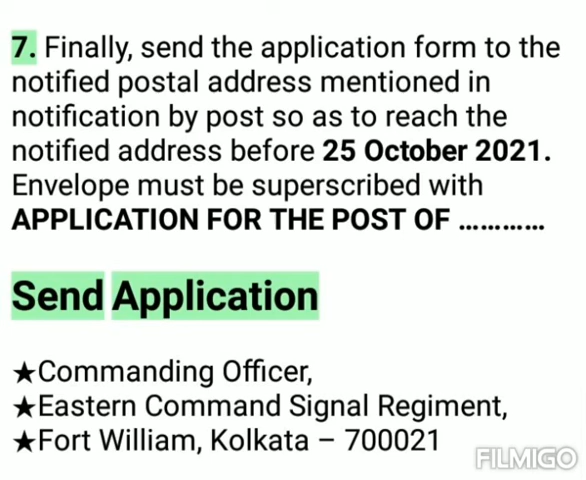 7. Finally, send the application form to the
notified postal address mentioned in
notification by post so as to reach the
notified address before 25 October 2021.
Envelope must be superscribed with
APPLICATION FOR THE POST OF ............
Send Application
★Commanding Officer,
★Eastern Command Signal Regiment,
★Fort William, Kolkata – 700021
FILMIGO